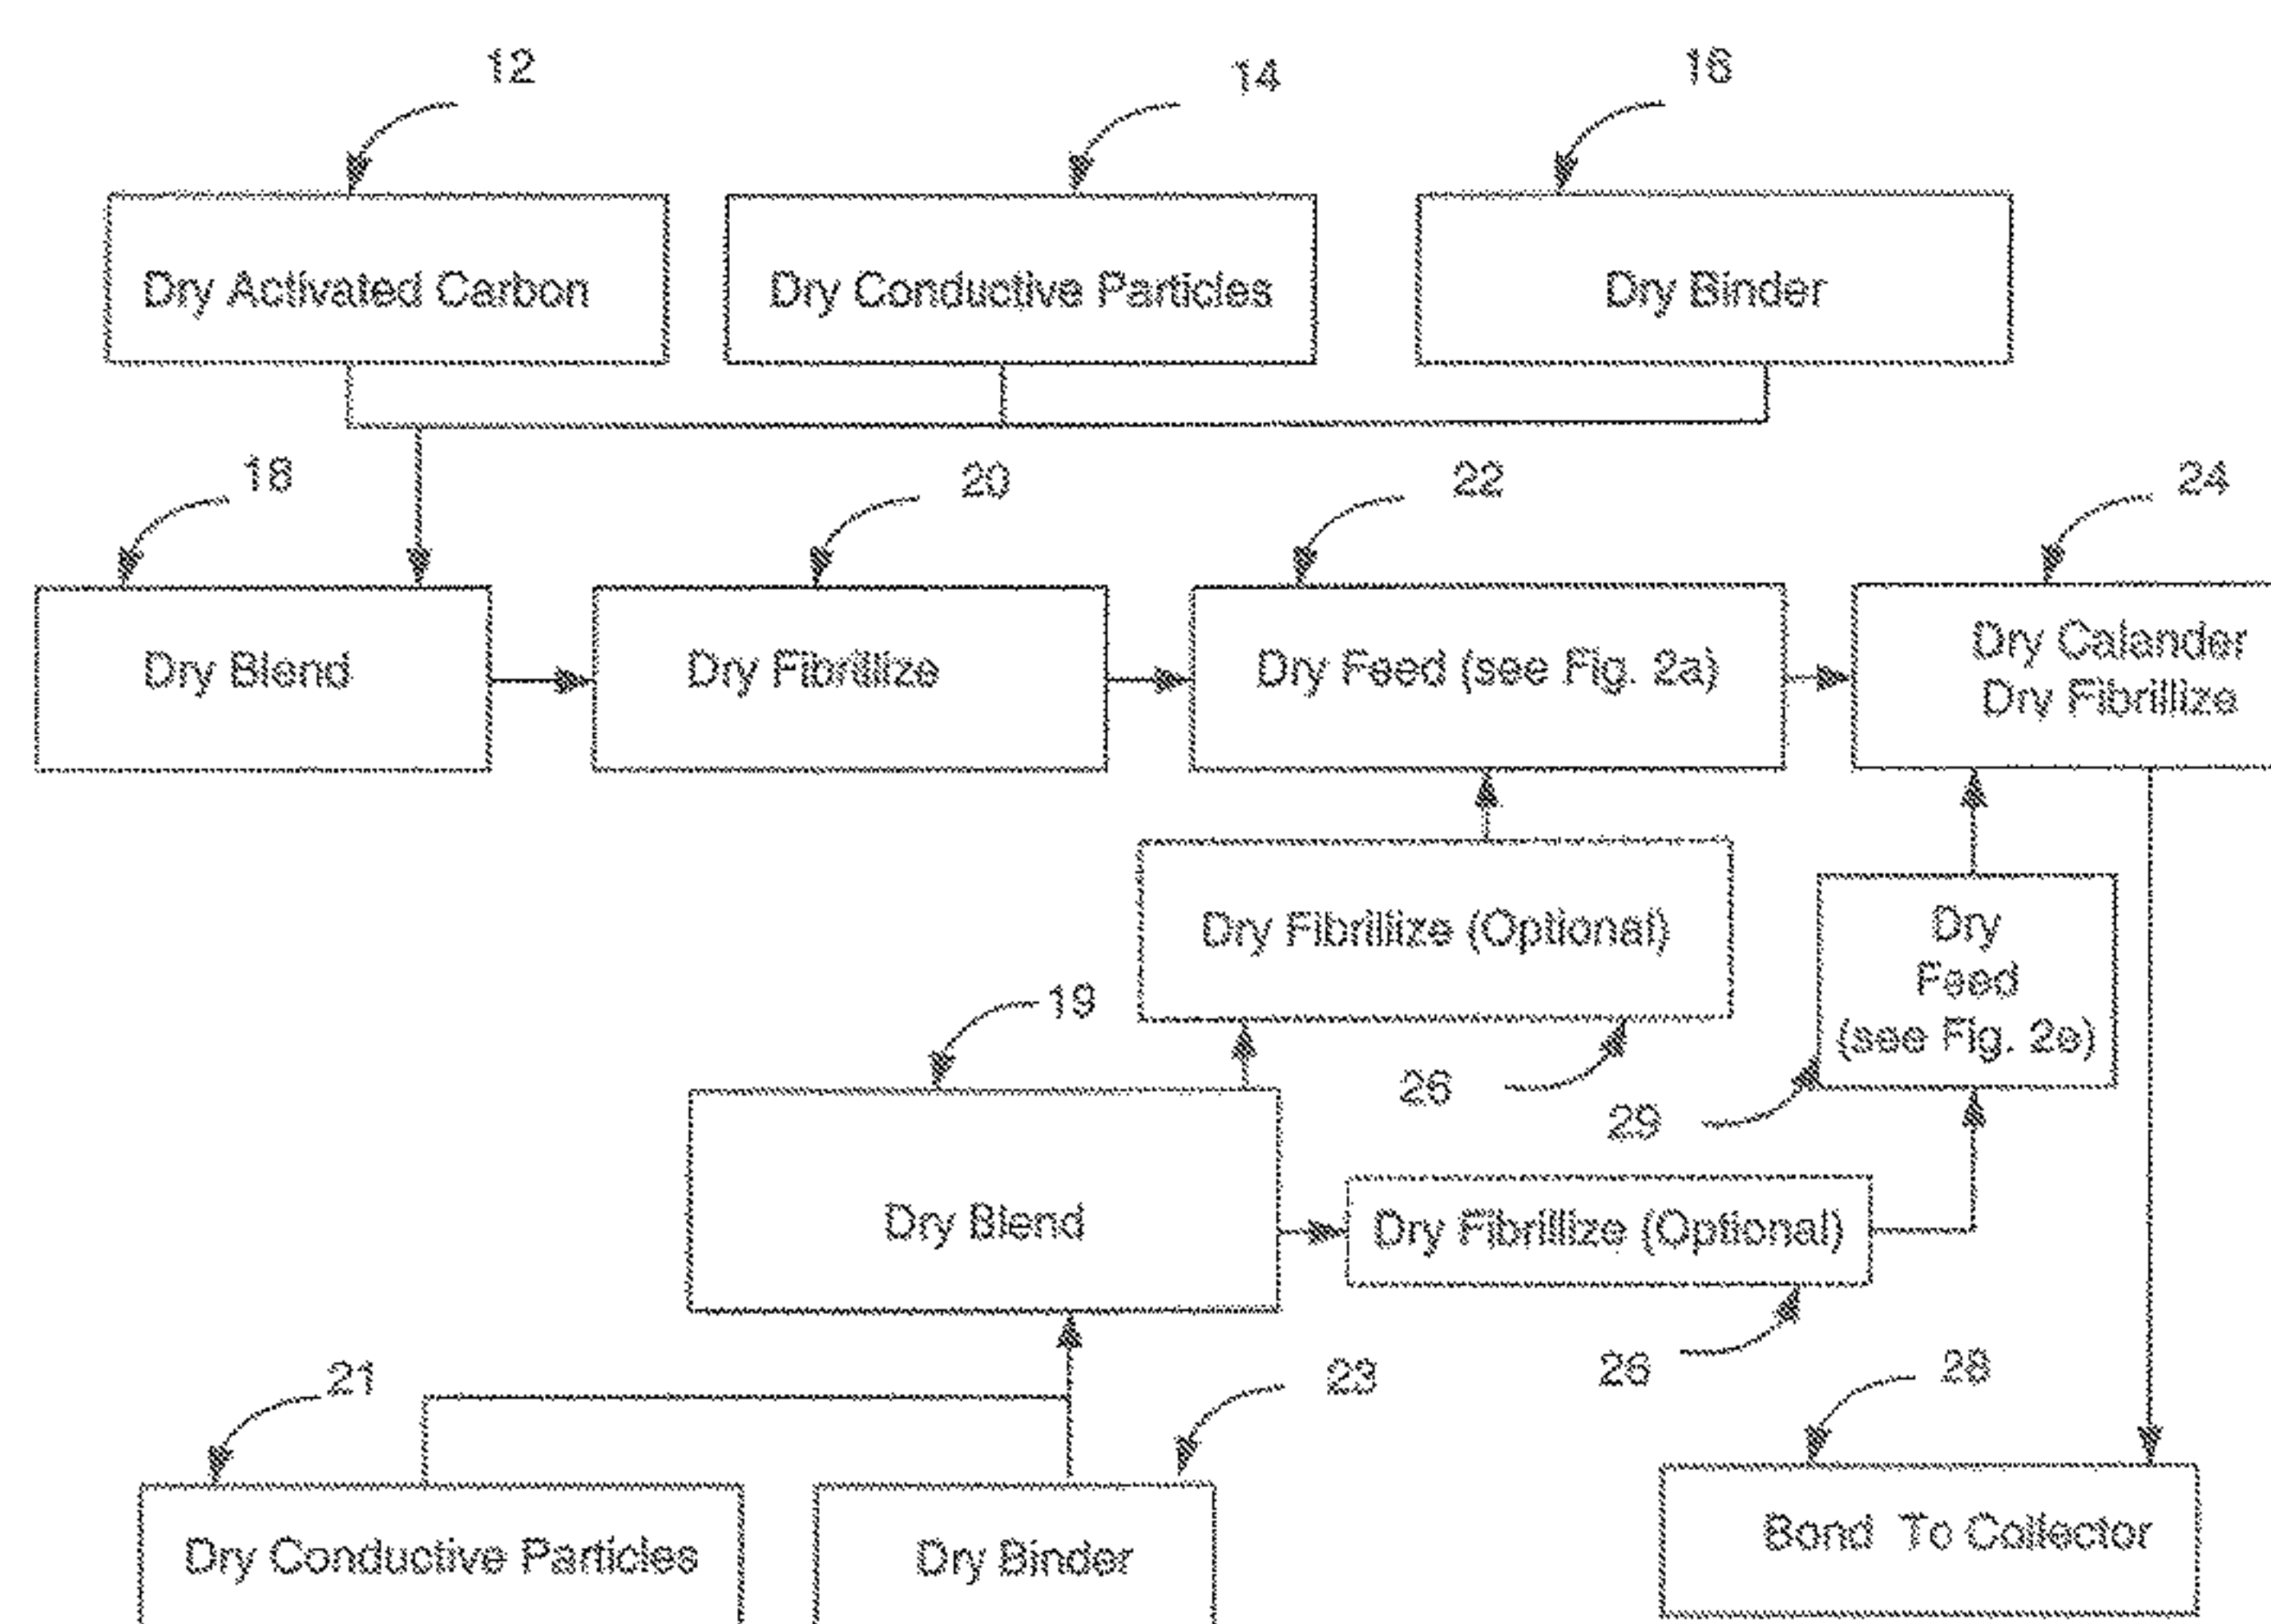 12
14
16
Dry Activated Carbon
Dry Conductive Particles
Dry Binder
18
20
22
24
Dry Blend
Dry Fibrillize
Dry Feed (see Fig. 2a)
Dry Calander
Dry Fibrillize
Dry Fibrillize (Optional)
Dry
Feed
(see Fig. 2e)
19
26
29
Dry Blend
Dry Fibrillize (Optional)
26
21
23
28
Dry Conductive Particles
Dry Binder
Bond To Collector